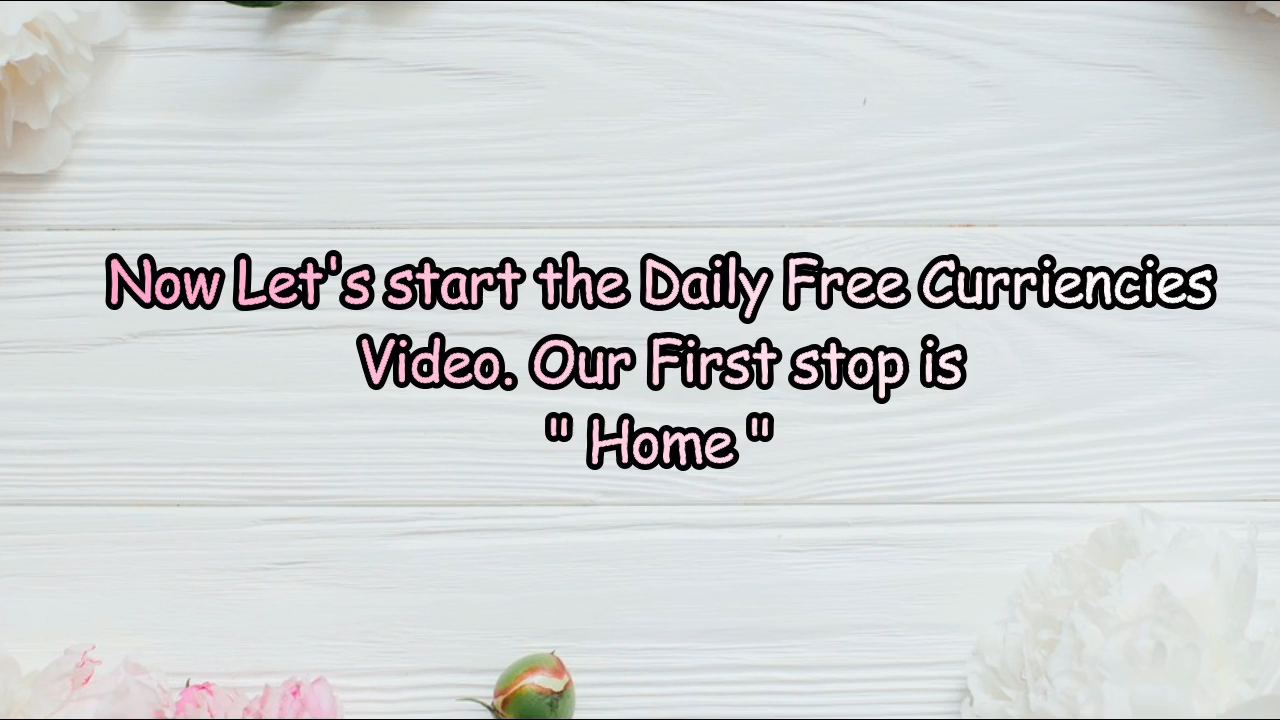 Now Let's start the Daily Free Curriencies
Video. Our First stop is
" Home "